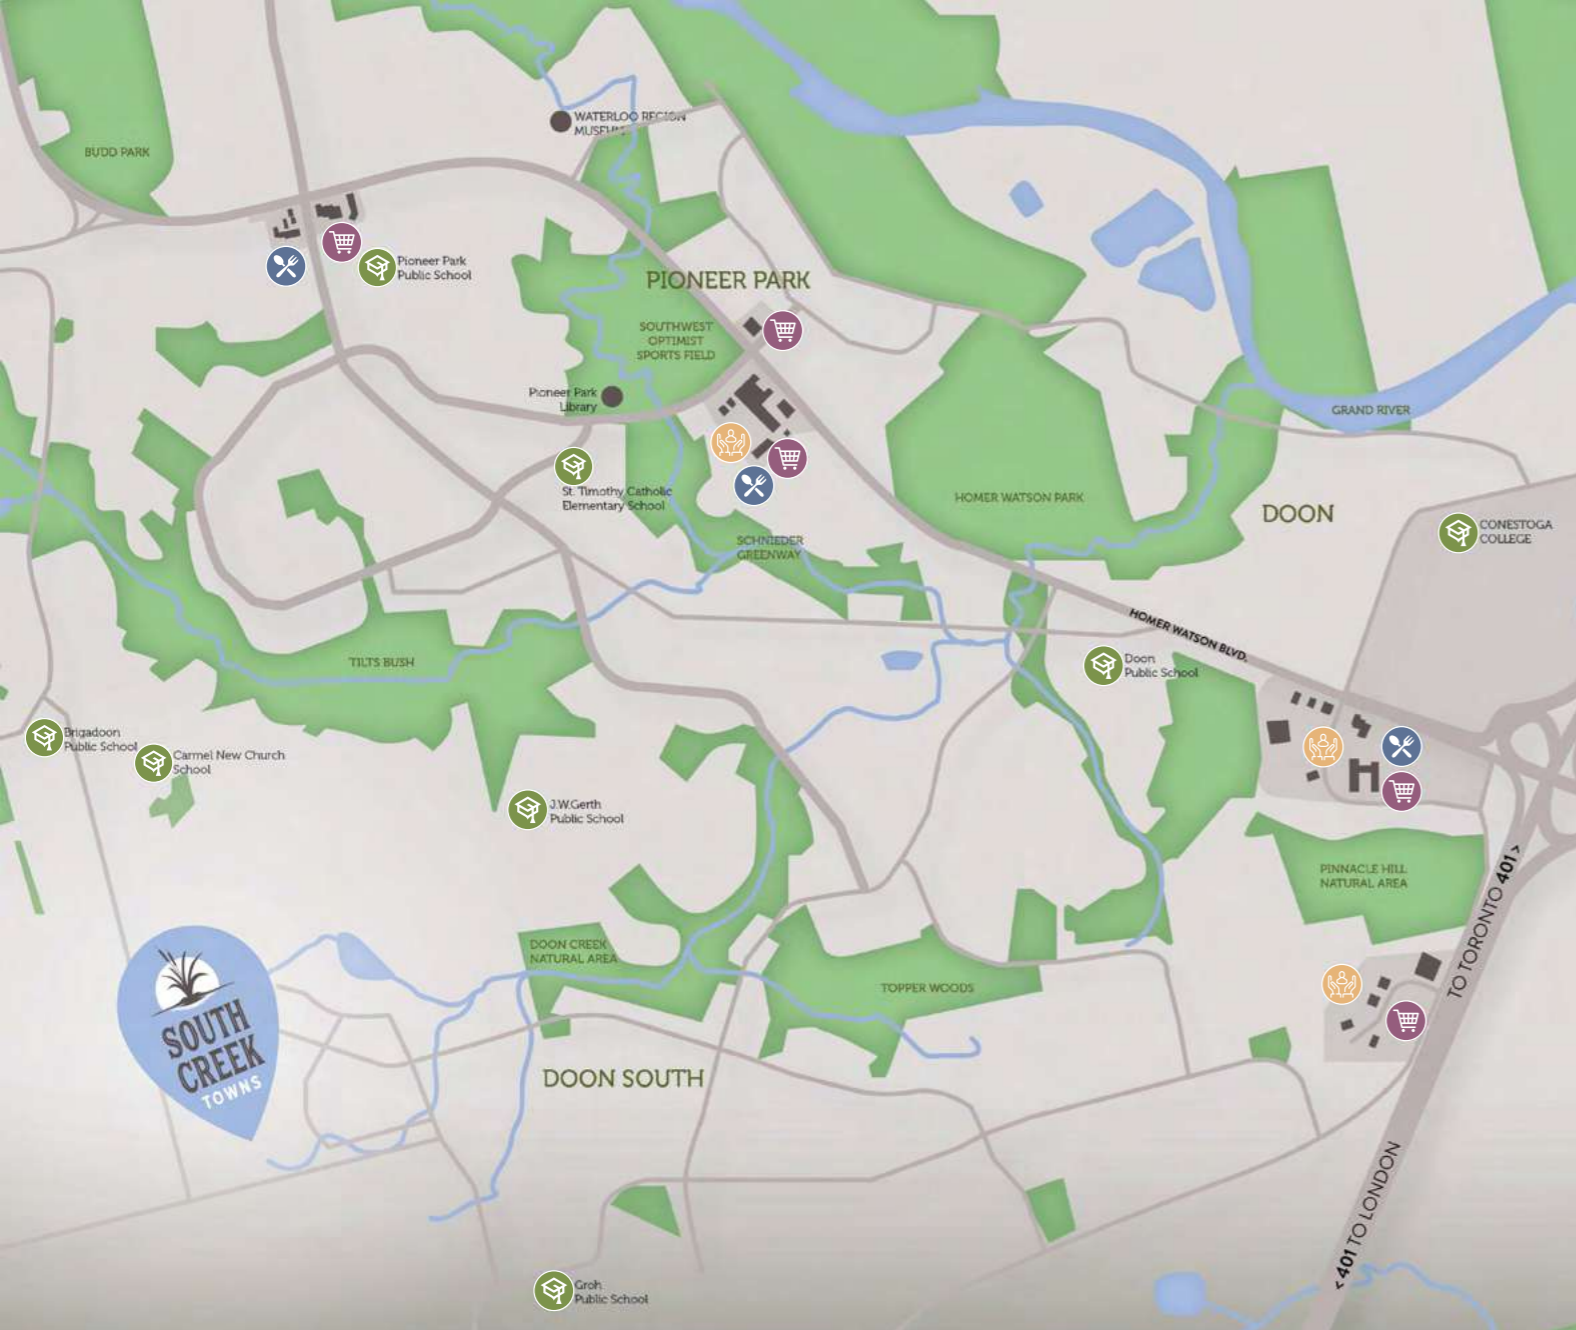 WATERLOO REGION
MUSEUM
BUDD PARK
Pioneer Park
Public School
PIONEER PARK
SOUTHWEST
OPTIMIST
SPORTS FIELD
Pioneer Park
Library
GRAND RIVER
St. Timothy Catholic
Elementary School
HOMER WATSON PARK
DOON
CONESTOGA
COLLEGE
SCHNIEDER
GREENWAY
HOMER WATSON BLVD.
TILTS BUSH
Doon
Public School
Brigadoon
Public School
Carmel New Church
School
J.W.Gerth
Public School
PINNACLE HILL
NATURAL AREA
TO TORONTO 401 >
DOON CREEK
NATURAL AREA
TOPPER WOODS
SOUTH
CREEK
TOWNS
DOON SOUTH
< 401 TO LONDON
Groh
Public School